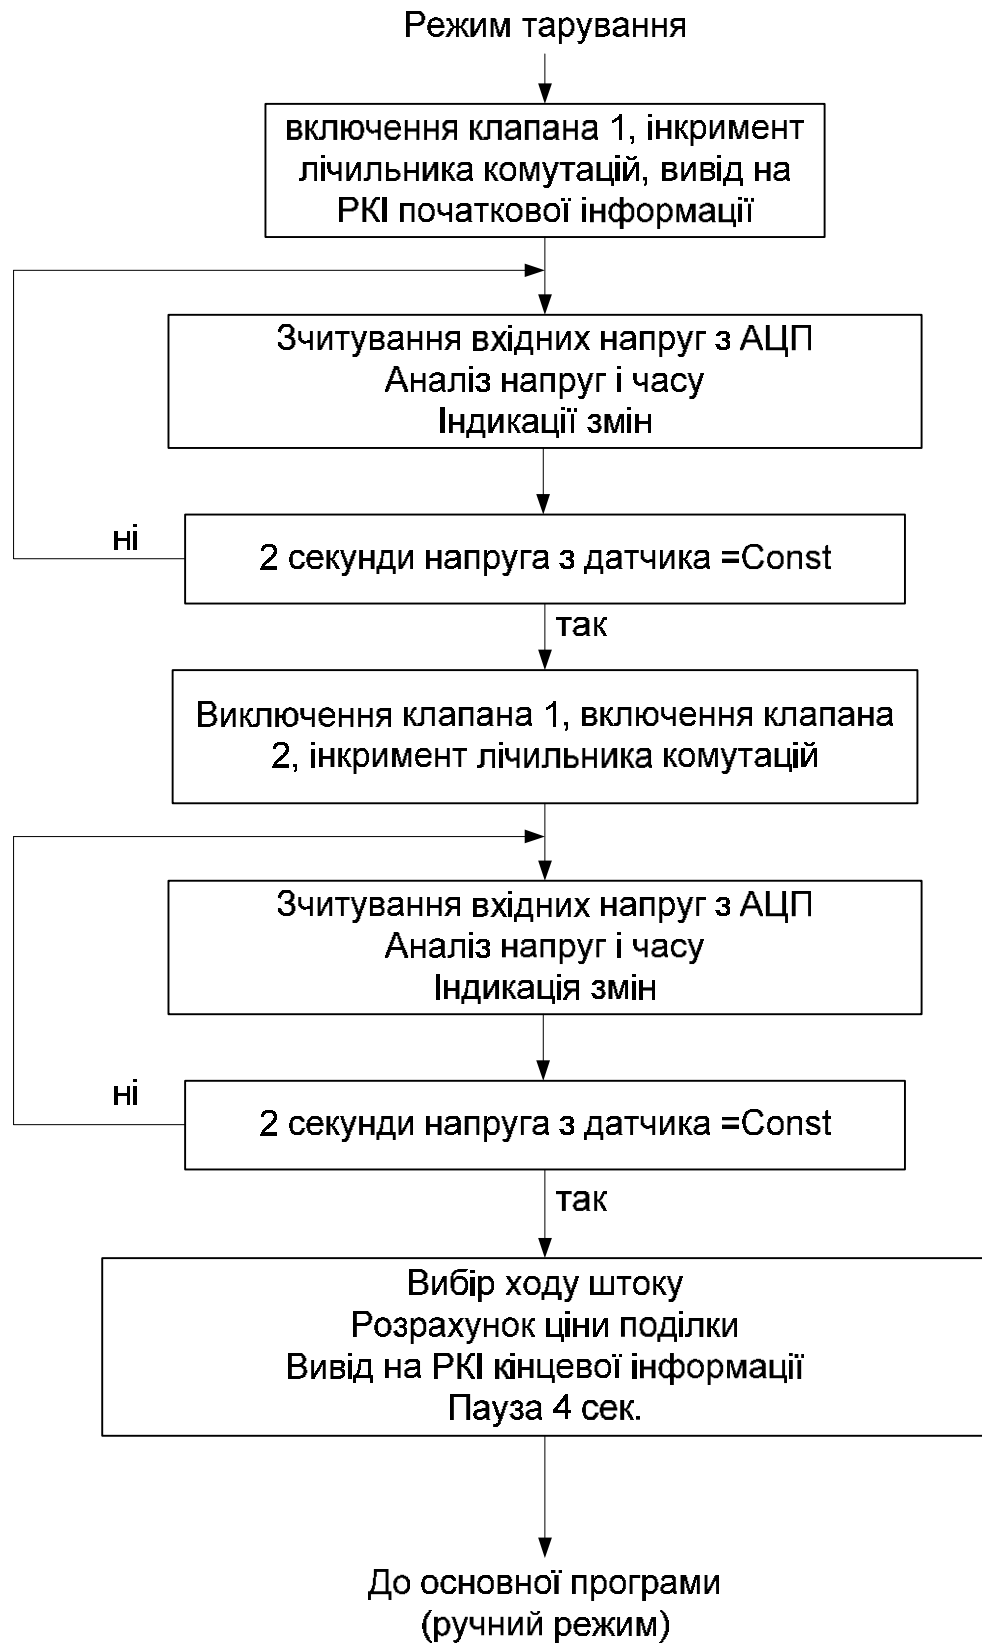 Режим тарування
включення клапана 1, інкримент
лічильника комутацій, вивід на
РКІ початкової інформації
Зчитування вхідних напруг з АЦП
Аналіз напруг і часу
Індикації змін
ні
2 секунди напруга з датчика =Const
так
Виключення клапана 1, включення клапана
2, інкримент лічильника комутацій
Зчитування вхідних напруг з АЦП
Аналіз напруг і часу
Індикація змін
ні
2 секунди напруга з датчика =Const
так
Вибір ходу штоку
Розрахунок ціни поділки
Вивід на РКІ кінцевої інформації
Пауза 4 сек.
До основної програми
(ручний режим)